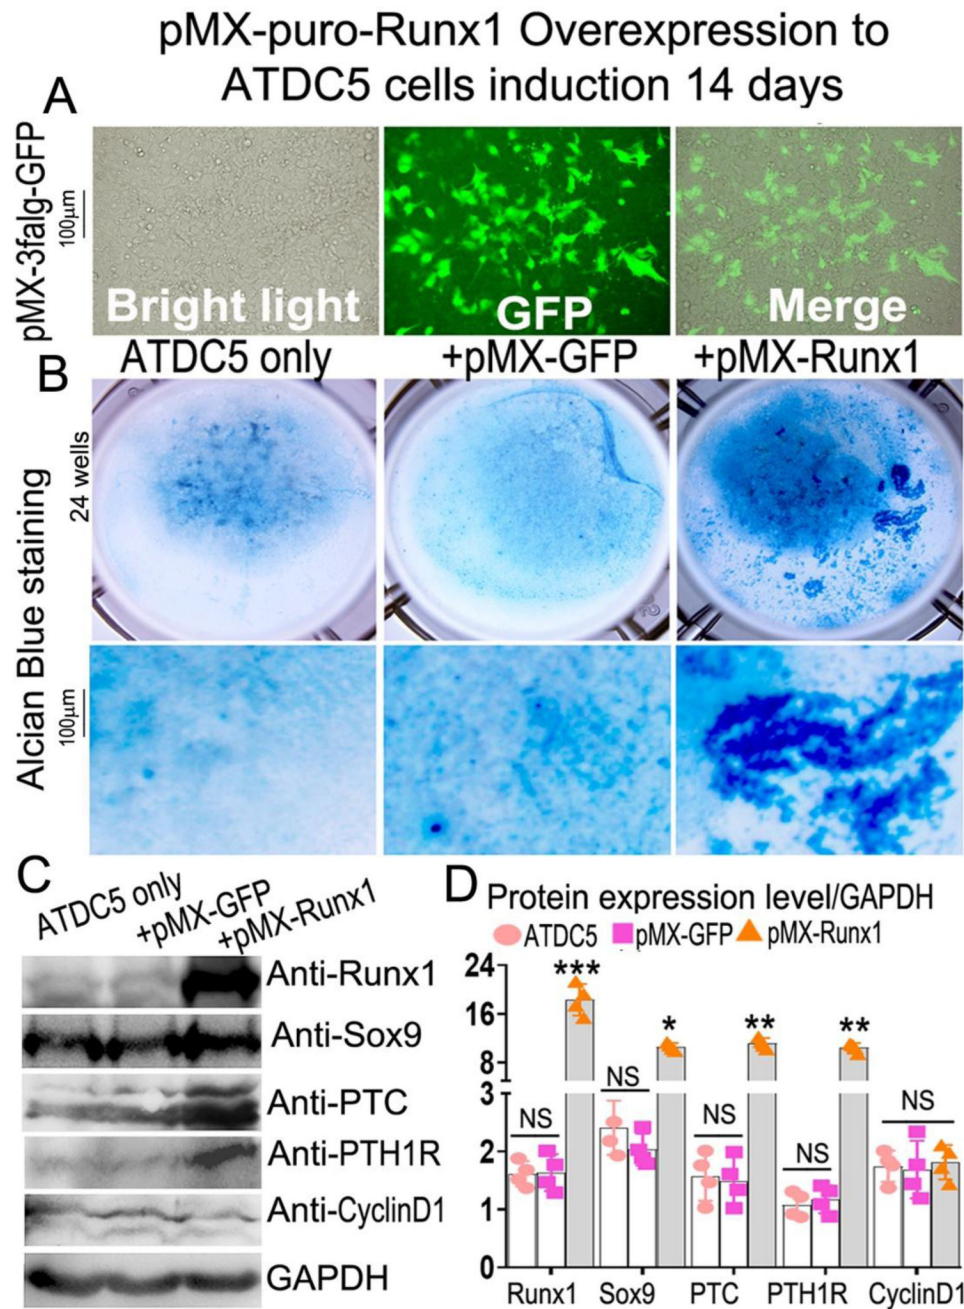 pMX-puro-Runx1 Overexpression to
ATDC5 cells induction 14 days
A
pMX-3falg-GFP
100μm
Bright light
GFP
Merge
B
ATDC5 only
+pMX-GFP
+pMX-Runx1
Alcian Blue staining
24 wells
100μm
C
ATDC5 only
+pMX-GFP
+pMX-Runx1
Anti-Runx1
Anti-Sox9
Anti-PTC
Anti-PTH1R
Anti-CyclinD1
GAPDH
D
Protein expression level/GAPDH
ATDC5 pMX-GFP pMX-Runx1
24
16
8
3
2
1
0
***
*
**
**
NS
NS
NS
NS
NS
Runx1 Sox9 PTC PTH1R CyclinD1